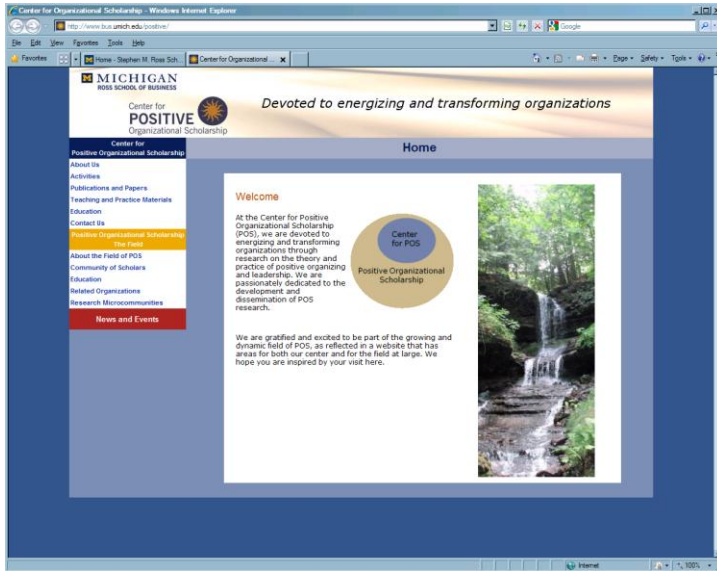 Center for Organizational Scholarship - Windows Internet Explorer
http://www.bus.umich.edu/positive/
Google
File Edit View Favorites Tools Help
Favorites
Home - Stephen M. Ross Sch...
Center for Organizational ...
Page
Safety
Tools
MICHIGAN
ROSS SCHOOL OF BUSINESS
Center for
POSITIVE
Organizational Scholarship
Devoted to energizing and transforming organizations
Center for
Positive Organizational Scholarship
Home
About Us
Activities
Publications and Papers
Teaching and Practice Materials
Education
Contact Us
Positive Organizational Scholarship
The Field
About the Field of POS
Community of Scholars
Education
Related Organizations
Research Microcommunities
News and Events
Welcome
At the Center for Positive
Organizational Scholarship
(POS), we are devoted to
energizing and transforming
organizations through
research on the theory and
practice of positive organizing
and leadership. We are
passionately dedicated to the
development and
dissemination of POS
research.
Center
for POS
Positive Organizational
Scholarship
We are gratified and excited to be part of the growing and
dynamic field of POS, as reflected in a website that has
areas for both our center and for the field at large. We
hope you are inspired by your visit here.
Internet
100%